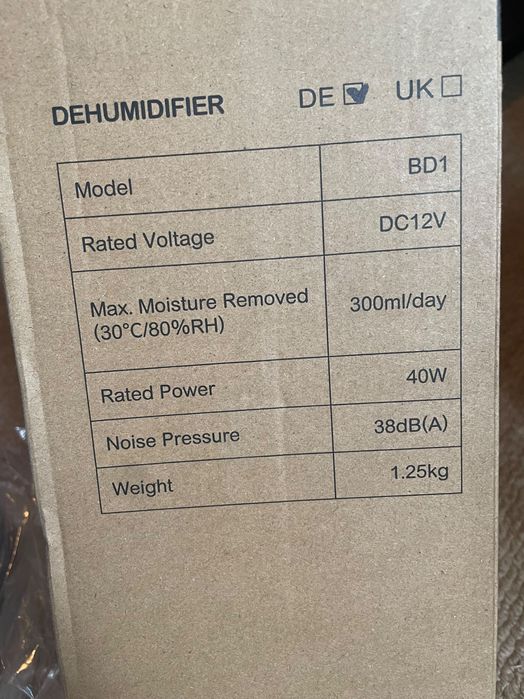 DEHUMIDIFIER DE ☑ UK ☐
Model BD1
Rated Voltage DC12V
Max. Moisture Removed
(30°C/80%RH) 300ml/day
Rated Power 40W
Noise Pressure 38dB(A)
Weight 1.25kg